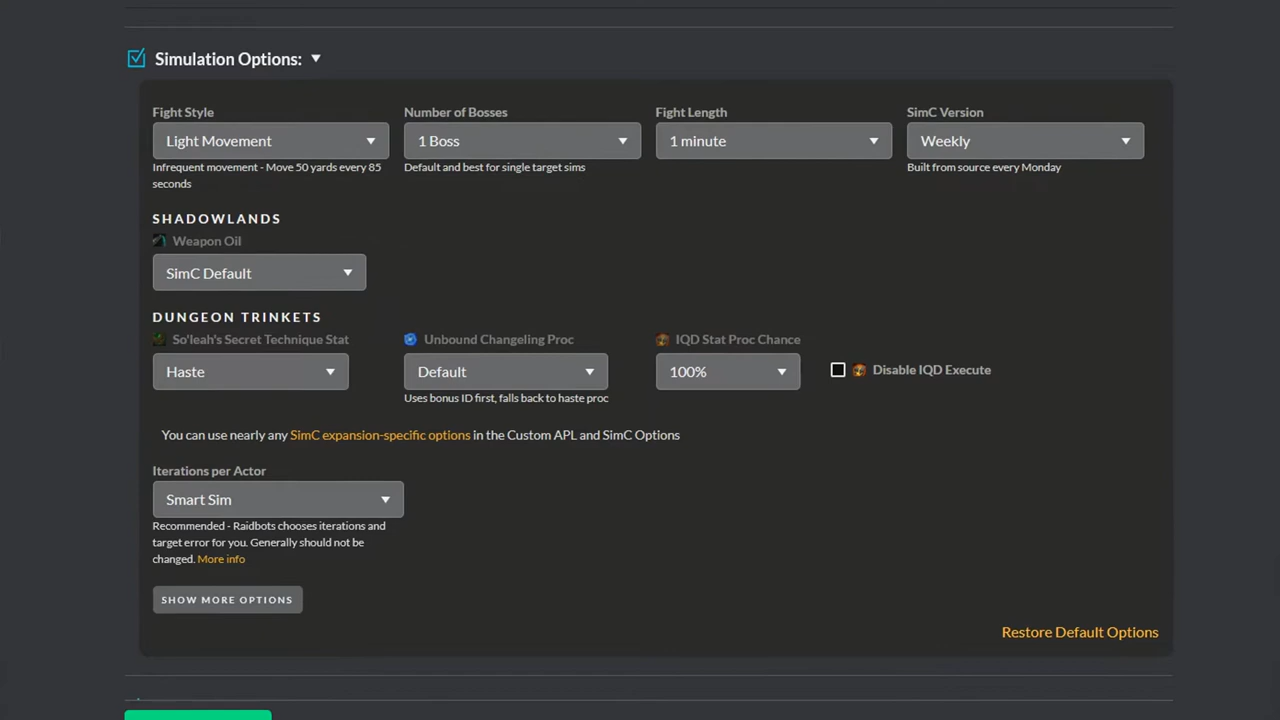 Simulation Options:
Fight Style
Number of Bosses
Fight Length
SimC Version
Light Movement
1 Boss
1 minute
Weekly
Infrequent movement - Move 50 yards every 85
seconds
Default and best for single target sims
Built from source every Monday
SHADOWLANDS
Weapon Oil
SimC Default
DUNGEON TRINKETS
So'leah's Secret Technique Stat
Unbound Changeling Proc
IQD Stat Proc Chance
Haste
Default
100%
Disable IQD Execute
Uses bonus ID first, falls back to haste proc
You can use nearly any SimC expansion-specific options in the Custom APL and SimC Options
Iterations per Actor
Smart Sim
Recommended - Raidbots chooses iterations and
target error for you. Generally should not be
changed. More info
SHOW MORE OPTIONS
Restore Default Options